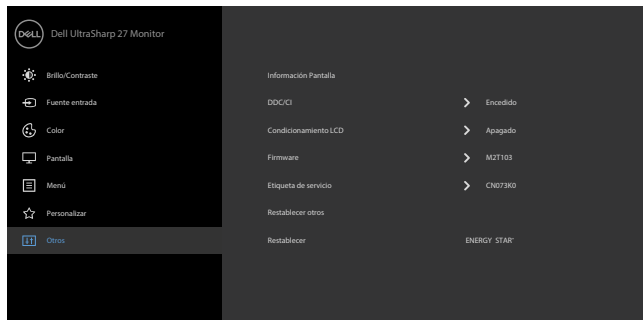 DELL Dell UltraSharp 27 Monitor
Brillo/Contraste
Información Pantalla
Fuente entrada
DDC/CI
Encedido
Color
Condicionamiento LCD
Apagado
Pantalla
Firmware
M2T103
Menú
Etiqueta de servicio
CN073K0
Personalizar
Restablecer otros
Otros
Restablecer
ENERGY STAR®